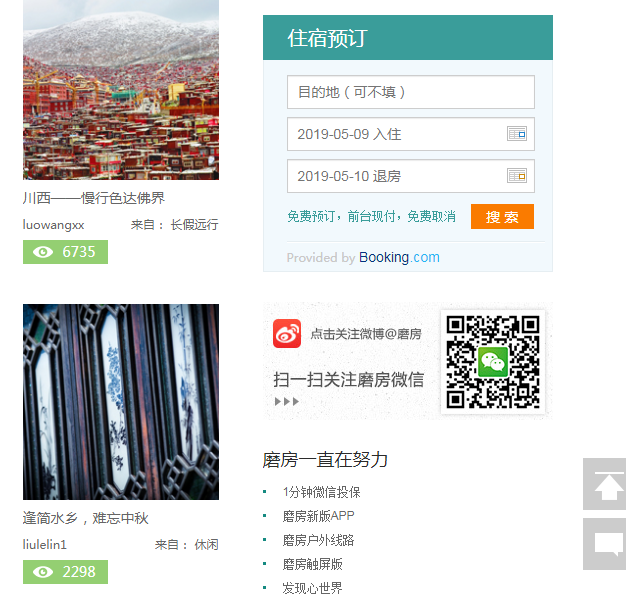 川西——慢行色达佛界
luowangxx 来自： 长假远行
6735
逢简水乡，难忘中秋
liulelin1 来自： 休闲
2298
住宿预订
目的地（可不填）
2019-05-09 入住
2019-05-10 退房
免费预订，前台现付，免费取消 搜 索
Provided by Booking.com
点击关注微博@磨房
扫一扫关注磨房微信
磨房一直在努力
1分钟微信投保
磨房新版APP
磨房户外线路
磨房触屏版
发现心世界